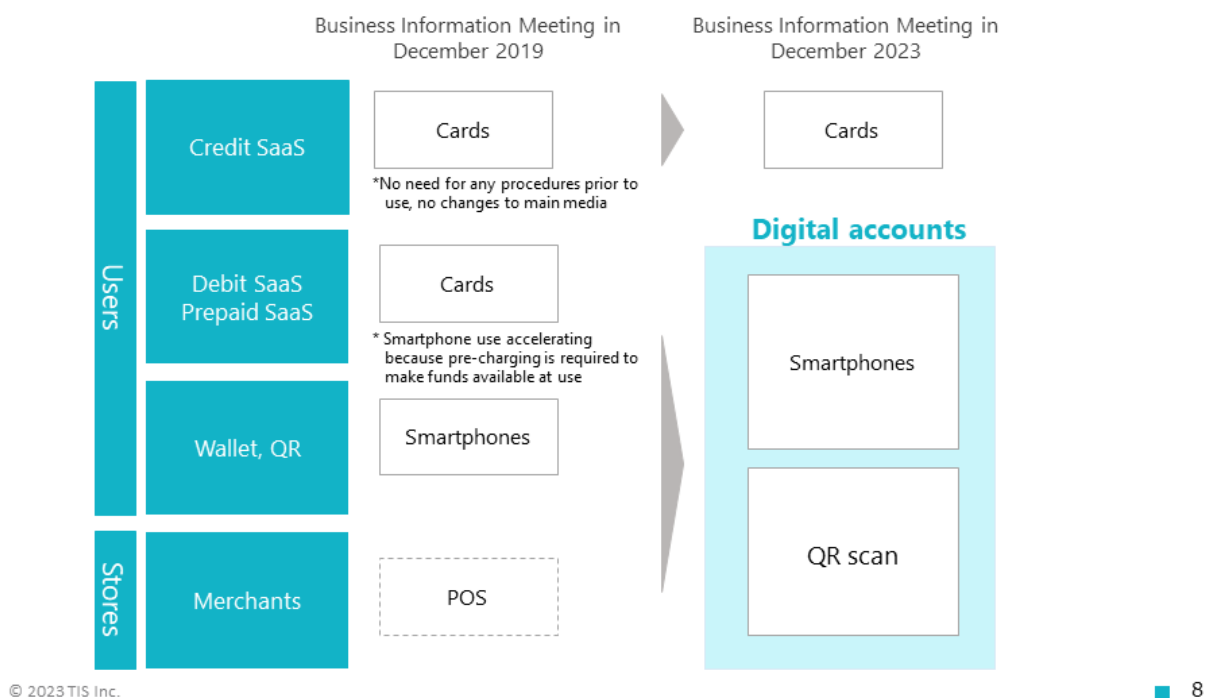 Business Information Meeting in
December 2019
Business Information Meeting in
December 2023
Users
Credit SaaS
Cards
Cards
*No need for any procedures prior to
use, no changes to main media
Digital accounts
Debit SaaS
Prepaid SaaS
Cards
* Smartphone use accelerating
because pre-charging is required to
make funds available at use
Smartphones
Wallet, QR
Smartphones
QR scan
Stores
Merchants
POS
© 2023 TIS Inc.
8